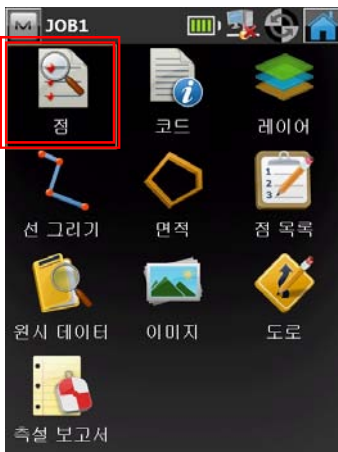 JOB1
점
코드
레이어
선 그리기
면적
점 목록
원시 데이터
이미지
도로
측설 보고서